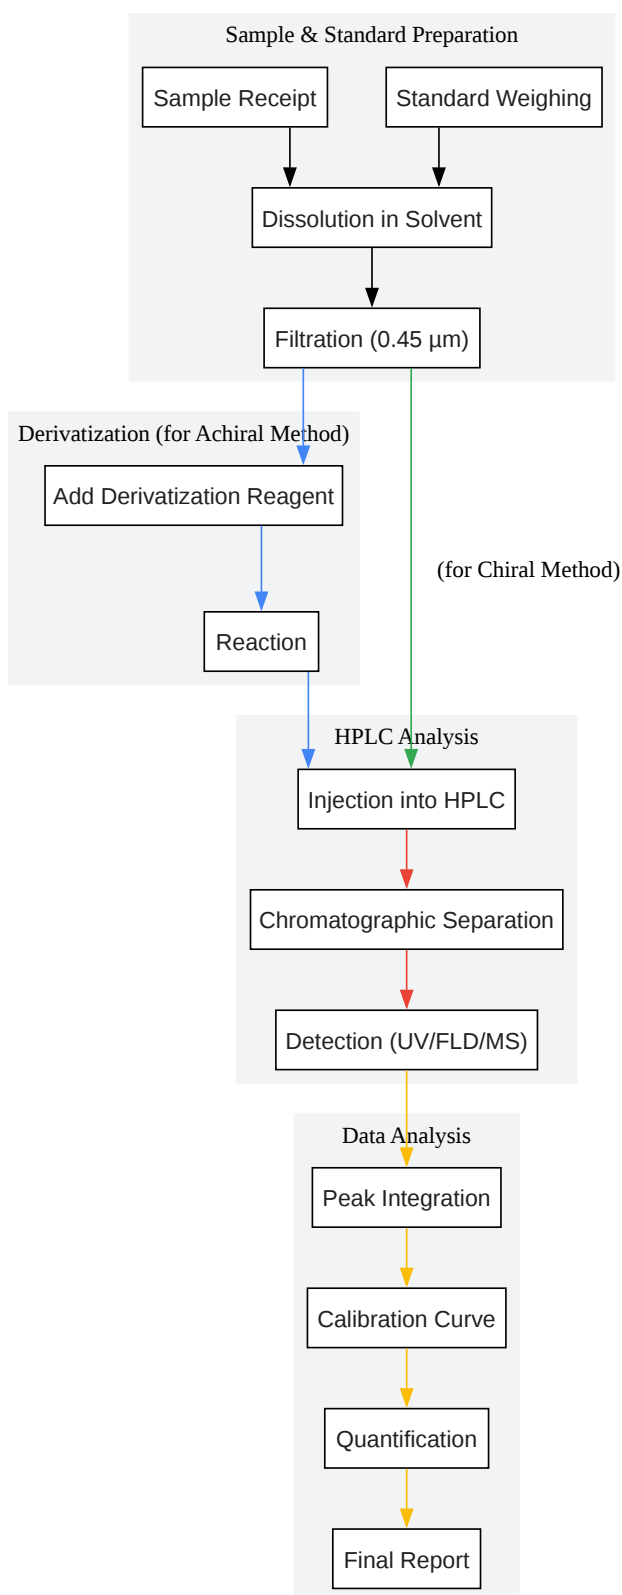 Sample & Standard Preparation
Sample Receipt
Standard Weighing
Dissolution in Solvent
Filtration (0.45 µm)
Derivatization (for Achiral Method)
Add Derivatization Reagent
(for Chiral Method)
Reaction
HPLC Analysis
Injection into HPLC
Chromatographic Separation
Detection (UV/FLD/MS)
Data Analysis
Peak Integration
Calibration Curve
Quantification
Final Report